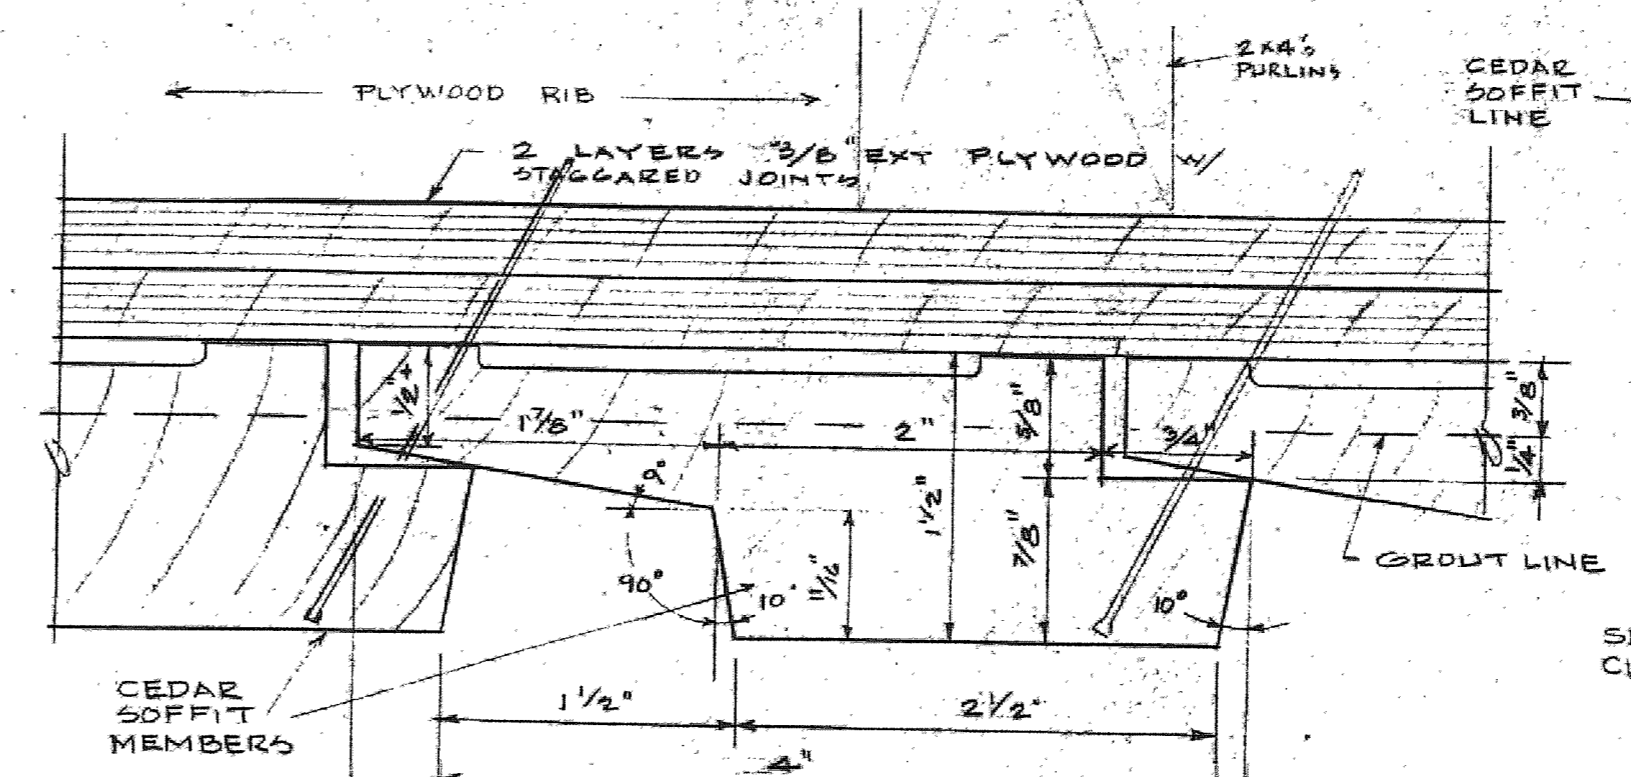 2x4's
PURLINS
CEDAR
SOFFIT
LINE
PLYWOOD RIB
2 LAYERS 3/8" EXT PLYWOOD W/
STAGGARED JOINTS
1/2"+
1 7/8"
2"
5/8"
3/4"
3/8"
1/4"
9°
1 1/2"
7/8"
11/16"
90°
10°
10°
GROUT LINE
CEDAR
SOFFIT
MEMBERS
1 1/2"
2 1/2"
4"